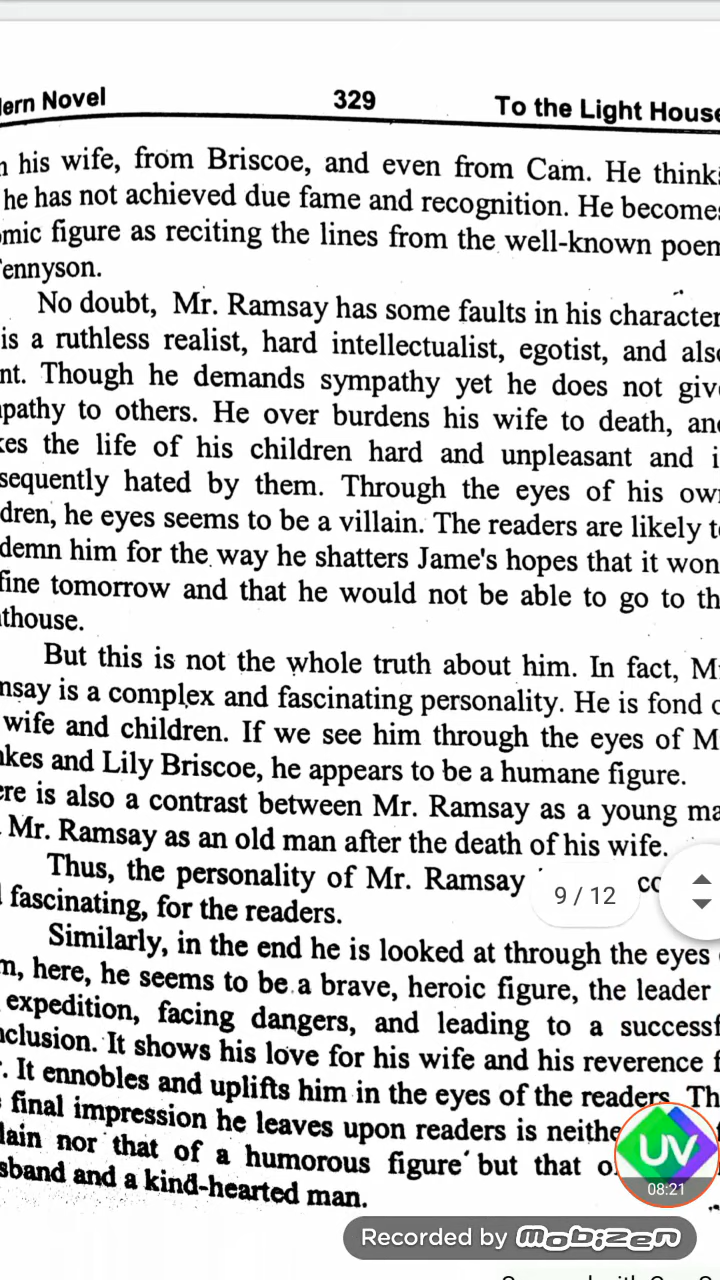 lern Novel 329 To the Light House
his wife, from Briscoe, and even from Cam. He think
he has not achieved due fame and recognition. He become
mic figure as reciting the lines from the well-known poem
ennyson.
No doubt, Mr. Ramsay has some faults in his character
is a ruthless realist, hard intellectualist, egotist, and also
nt. Though he demands sympathy yet he does not give
pathy to others. He over burdens his wife to death, and
kes the life of his children hard and unpleasant and i
sequently hated by them. Through the eyes of his own
dren, he eyes seems to be a villain. The readers are likely to
demn him for the way he shatters Jame's hopes that it won
fine tomorrow and that he would not be able to go to th
thouse.
But this is not the whole truth about him. In fact, M
nsay is a complex and fascinating personality. He is fond o
wife and children. If we see him through the eyes of M
kes and Lily Briscoe, he appears to be a humane figure.
ere is also a contrast between Mr. Ramsay as a young ma
Mr. Ramsay as an old man after the death of his wife.
Thus, the personality of Mr. Ramsay co
fascinating, for the readers.
9 / 12
Similarly, in the end he is looked at through the eyes
m, here, he seems to be a brave, heroic figure, the leader
expedition, facing dangers, and leading to a successf
nclusion. It shows his love for his wife and his reverence f
. It ennobles and uplifts him in the eyes of the readers. Th
final impression he leaves upon readers is neithe
lain nor that of a humorous figure but that o
sband and a kind-hearted man.
UV
08:21
Recorded by mobizen